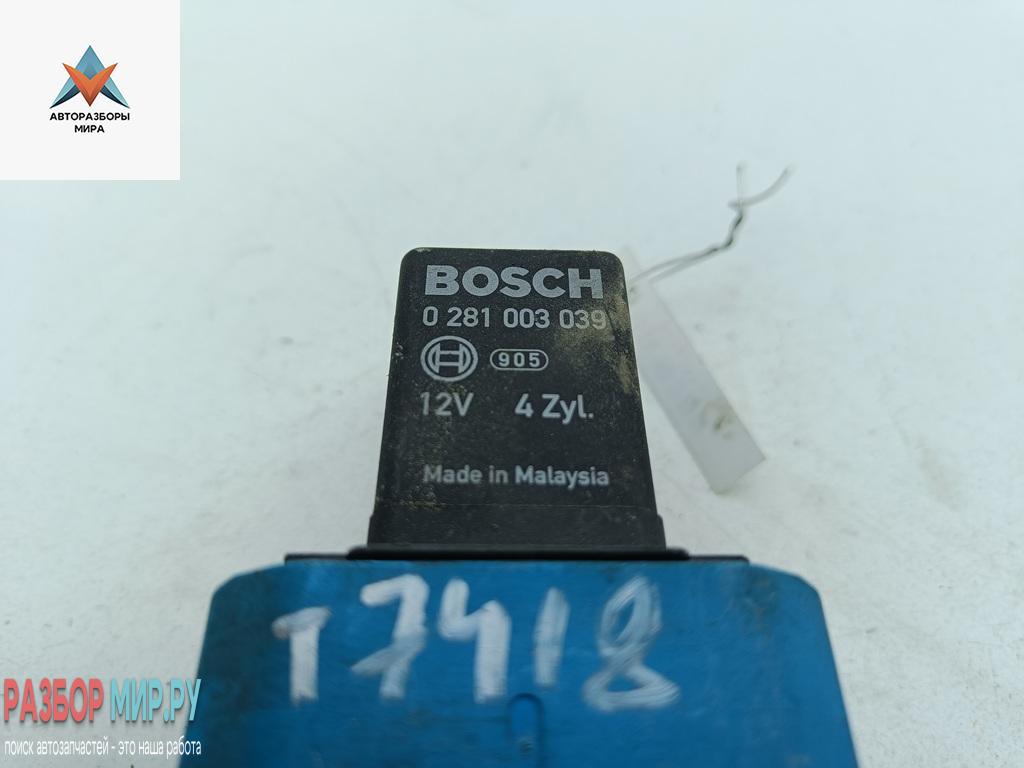 АВТОРАЗБОРЫ
МИРА
BOSCH
0 281 003 039
905
12V 4 Zyl.
Made in Malaysia
T7418
РАЗБОР МИР.РУ
поиск автозапчастей - это наша работа